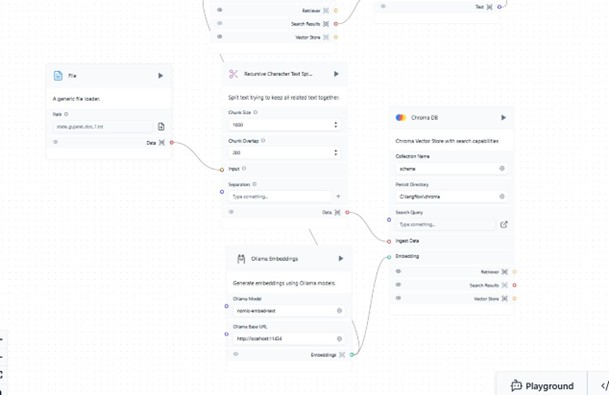 Retriever
Search Results
Vector Store
Text
File
A generic file loader.
Path
Data
Recursive Character Text Spl...
Split text trying to keep all related text together.
Chunk Size
1000
Chunk Overlap
200
Input
Separators
Type something...
Data
Chroma DB
Chroma Vector Store with search capabilities
Collection Name
scheme
Persist Directory
C:\langflow\chroma
Search Query
Type something...
Ingest Data
Embedding
Retriever
Search Results
Vector Store
Ollama Embeddings
Generate embeddings using Ollama models.
Ollama Model
nomic-embed-text
Ollama Base URL
http://localhost:11434
Embeddings
Playground